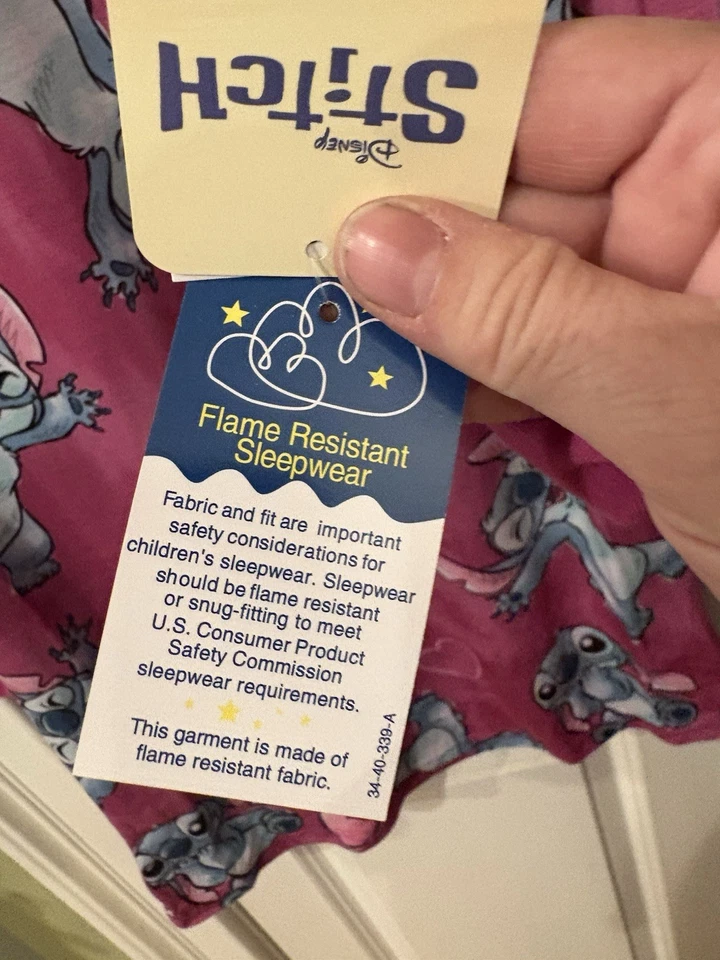 Disney
Stitch
Flame Resistant
Sleepwear
Fabric and fit are important
safety considerations for
children's sleepwear. Sleepwear
should be flame resistant
or snug-fitting to meet
U.S. Consumer Product
Safety Commission
sleepwear requirements.
This garment is made of
flame resistant fabric.
34-40-339-A